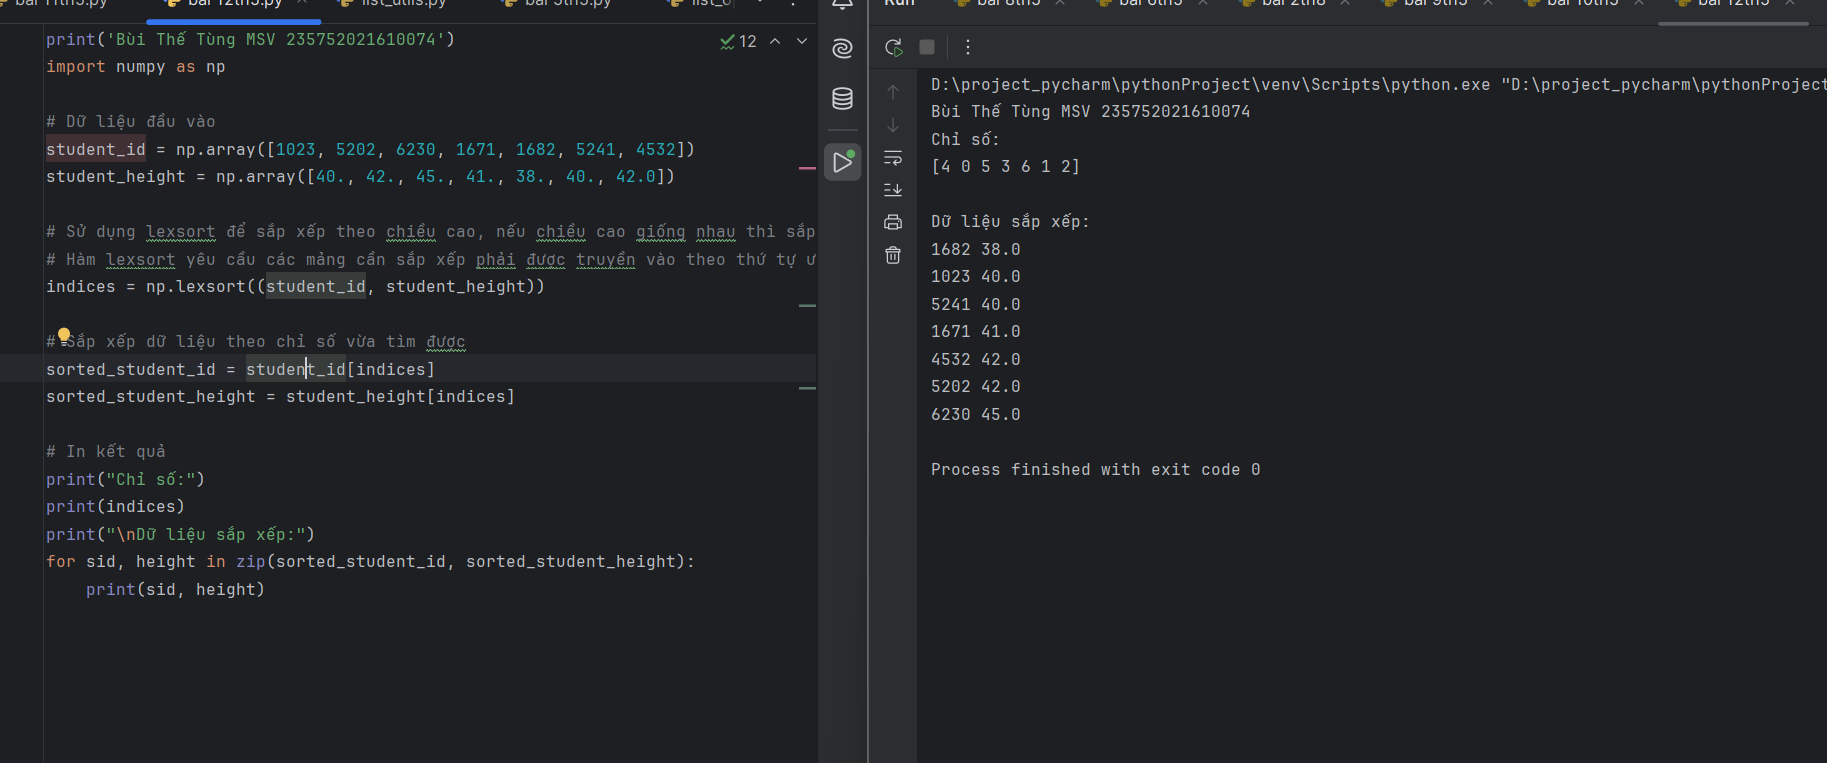 print('Bùi Thế Tùng MSV 235752021610074')
12
import numpy as np
# Dữ liệu đầu vào
student_id = np.array([1023, 5202, 6230, 1671, 1682, 5241, 4532])
student_height = np.array([40., 42., 45., 41., 38., 40., 42.0])
# Sử dụng lexsort để sắp xếp theo chiều cao, nếu chiều cao giống nhau thì sắp
# Hàm lexsort yêu cầu các mảng cần sắp xếp phải được truyền vào theo thứ tự ư
indices = np.lexsort((student_id, student_height))
# Sắp xếp dữ liệu theo chỉ số vừa tìm được
sorted_student_id = student_id[indices]
sorted_student_height = student_height[indices]
# In kết quả
print("Chỉ số:")
print(indices)
print("\nDữ liệu sắp xếp:")
for sid, height in zip(sorted_student_id, sorted_student_height):
    print(sid, height)
Run
D:\project_pycharm\pythonProject\venv\Scripts\python.exe "D:\project_pycharm\pythonProject
Bùi Thế Tùng MSV 235752021610074
Chỉ số:
[4 0 5 3 6 1 2]
Dữ liệu sắp xếp:
1682 38.0
1023 40.0
5241 40.0
1671 41.0
4532 42.0
5202 42.0
6230 45.0
Process finished with exit code 0